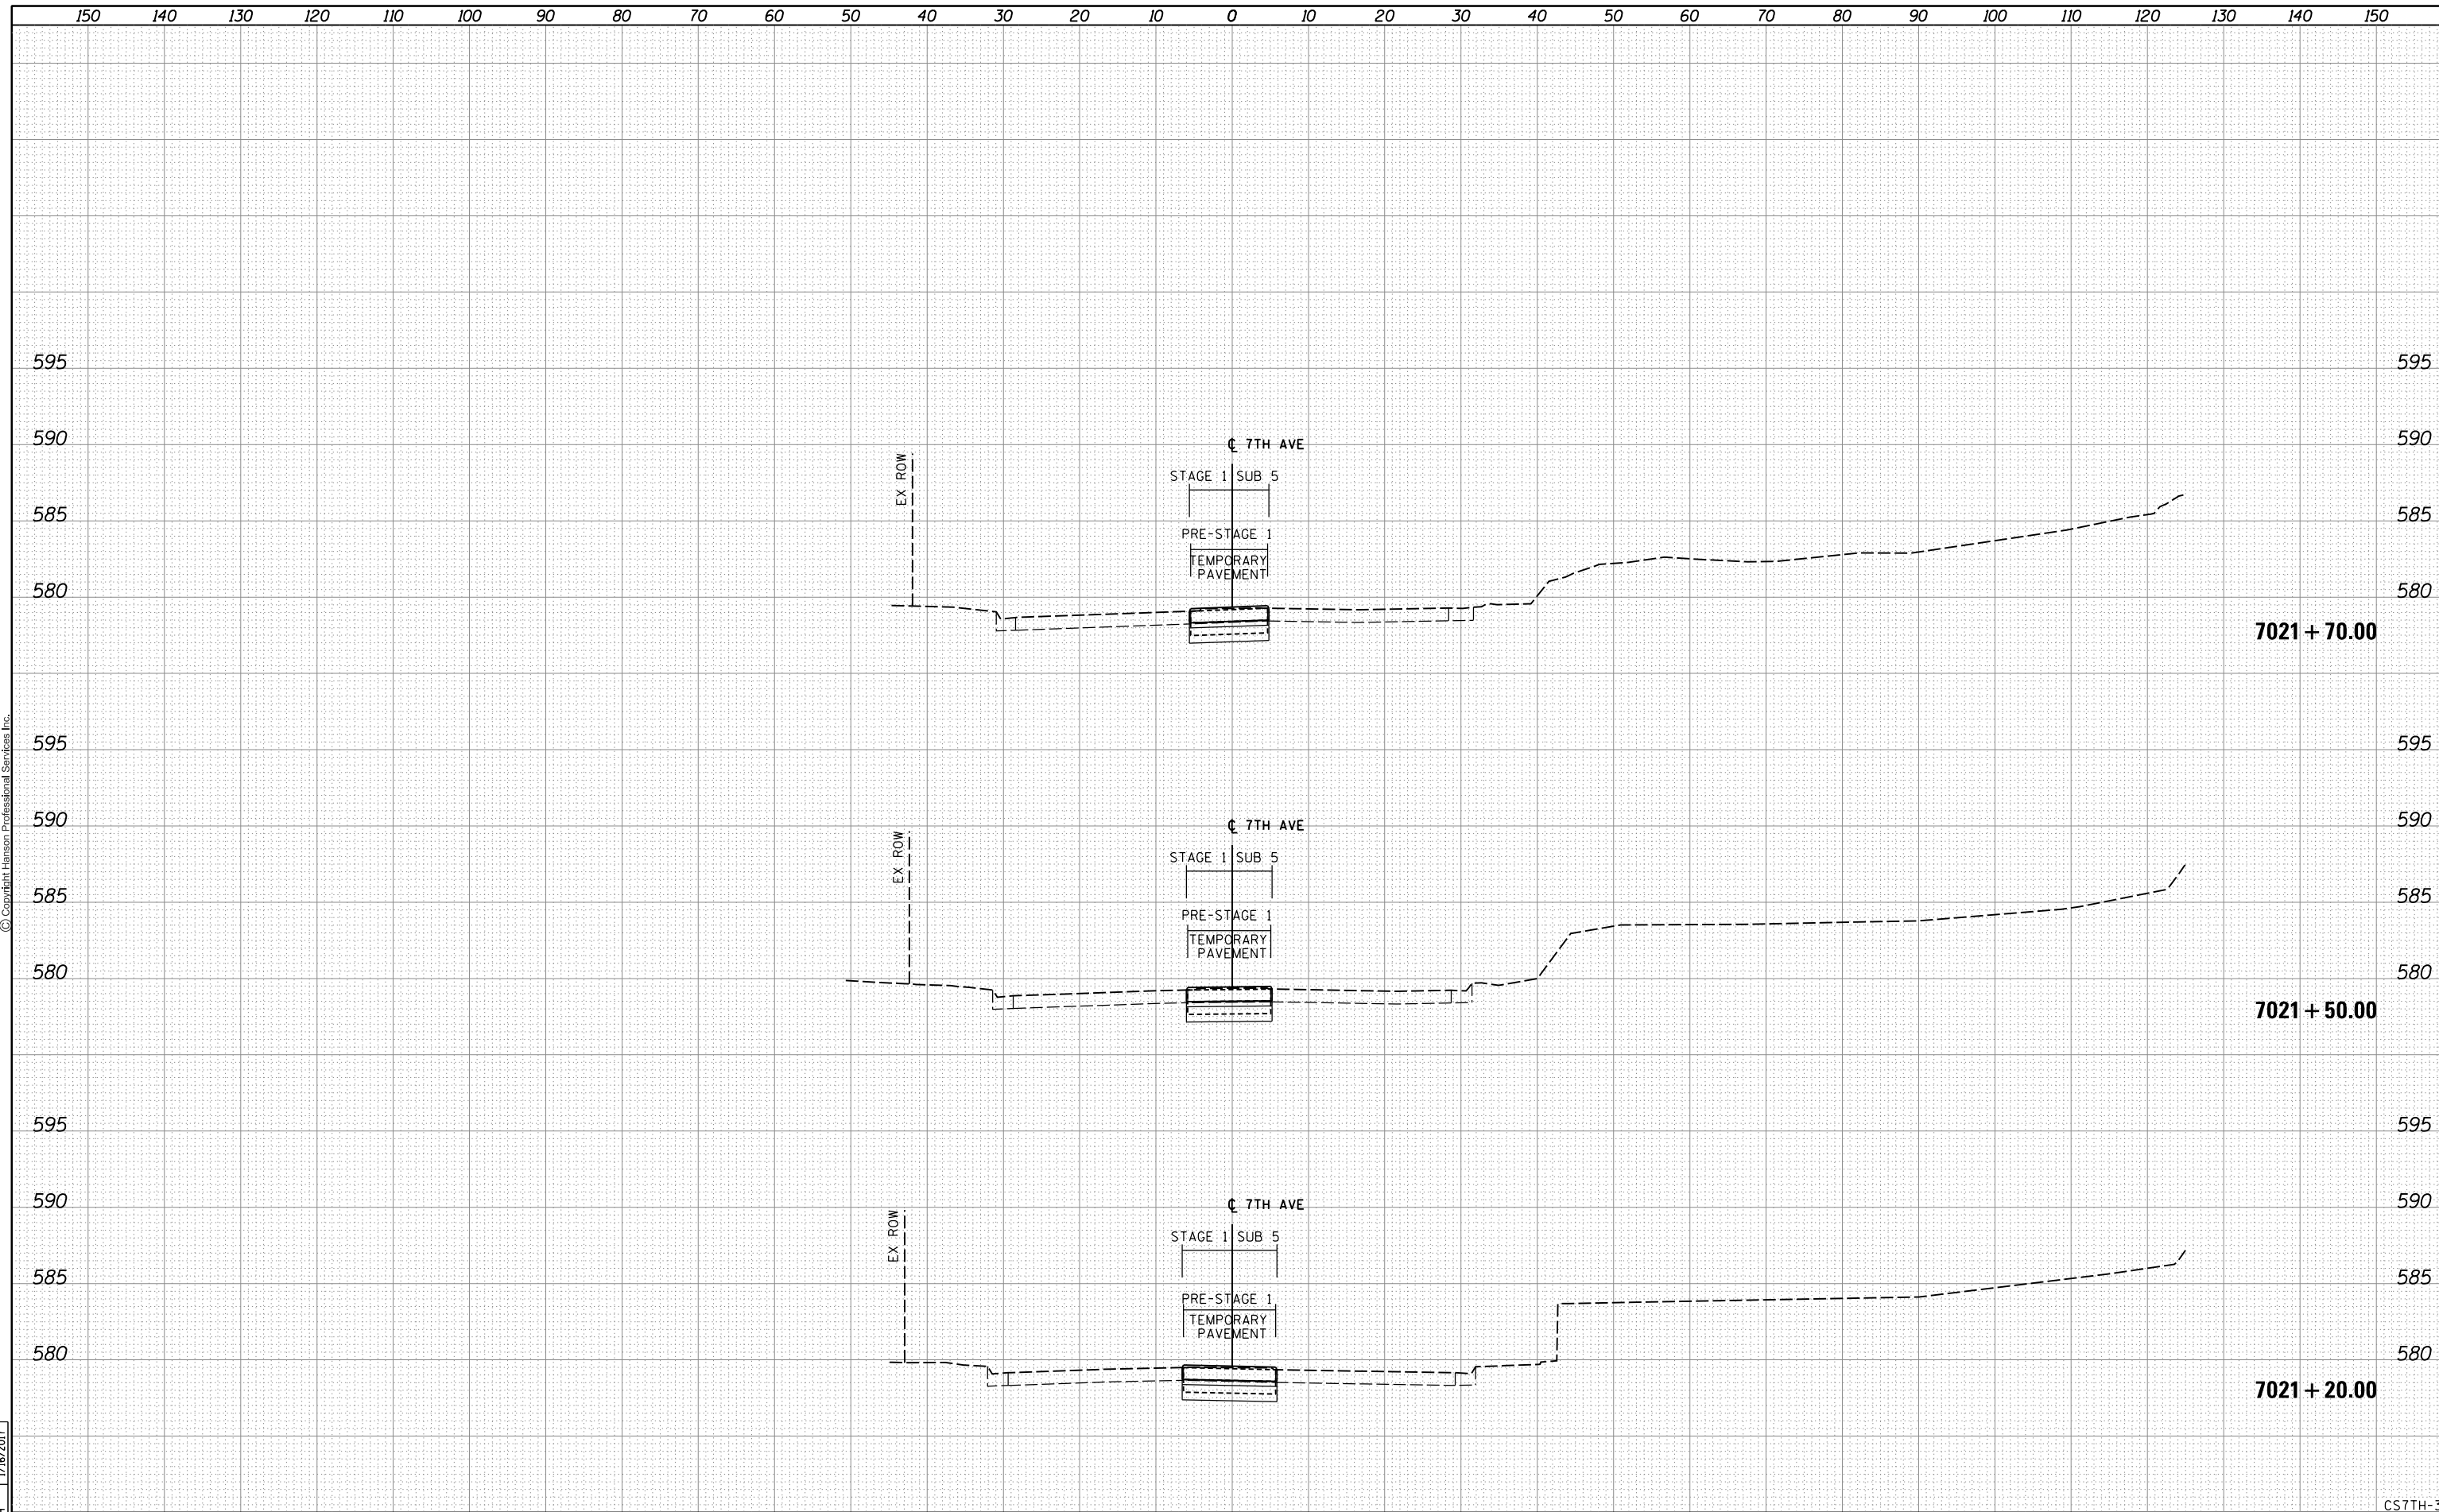 150 140 130 120 110 100 90 80 70 60 50 40 30 20 10 0 10 20 30 40 50 60 70 80 90 100 110 120 130 140 150
595 595
590 ℄ 7TH AVE 590
EX ROW
STAGE 1 SUB 5
585 585
PRE-STAGE 1
TEMPORARY
PAVEMENT
580 580
7021+70.00
© Copyright Hanson Professional Services Inc.
595 595
590 ℄ 7TH AVE 590
EX ROW
STAGE 1 SUB 5
585 585
PRE-STAGE 1
TEMPORARY
PAVEMENT
580 580
7021+50.00
595 595
590 ℄ 7TH AVE 590
EX ROW
STAGE 1 SUB 5
585 585
PRE-STAGE 1
TEMPORARY
PAVEMENT
580 580
7021+20.00
1/16/2017
CS7TH-3